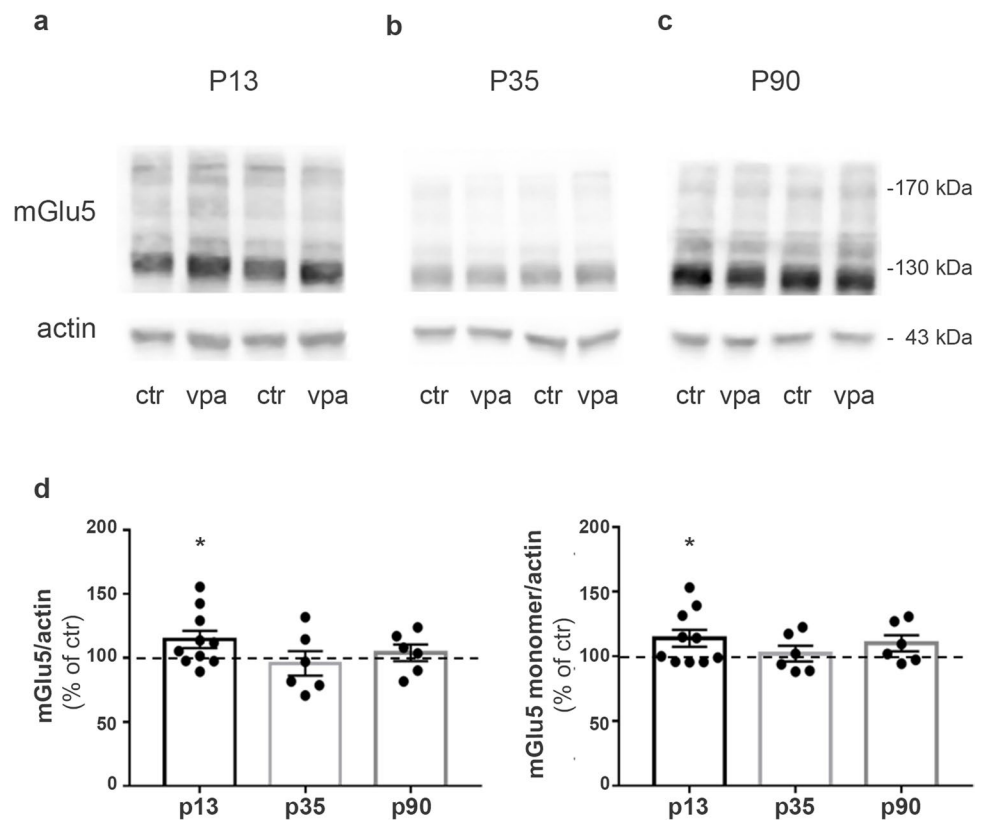 a
b
c
P13
P35
P90
mGlu5
-170 kDa
-130 kDa
actin
- 43 kDa
ctr vpa ctr vpa
ctr vpa ctr vpa
ctr vpa ctr vpa
d
mGlu5/actin
(% of ctr)
200
150
100
50
0
*
p13 p35 p90
mGlu5 monomer/actin
(% of ctr)
200
150
100
50
0
*
p13 p35 p90